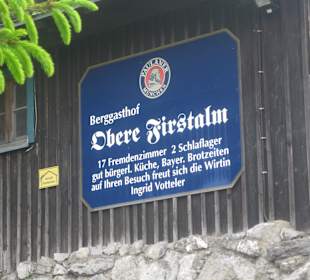 PAULANER
MÜNCHEN
Berggasthof
Obere Firstalm
17 Fremdenzimmer 2 Schlaflager
gut bürgerl. Küche, Bayer. Brotzeiten
auf Ihren Besuch freut sich die Wirtin
Ingrid Votteler